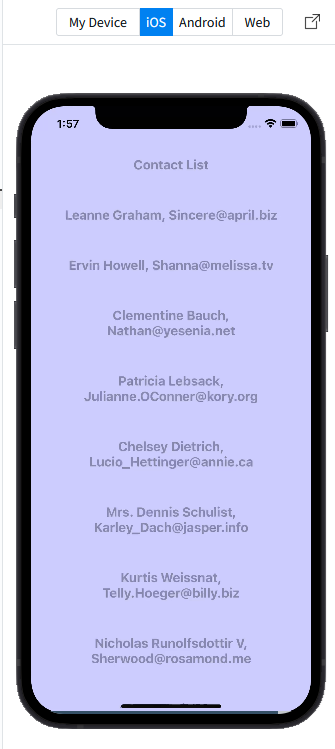 My Device iOS Android Web
1:57
Contact List
Leanne Graham, Sincere@april.biz
Ervin Howell, Shanna@melissa.tv
Clementine Bauch,
Nathan@yesenia.net
Patricia Lebsack,
Julianne.OConner@kory.org
Chelsey Dietrich,
Lucio_Hettinger@annie.ca
Mrs. Dennis Schulist,
Karley_Dach@jasper.info
Kurtis Weissnat,
Telly.Hoeger@billy.biz
Nicholas Runolfsdottir V,
Sherwood@rosamond.me